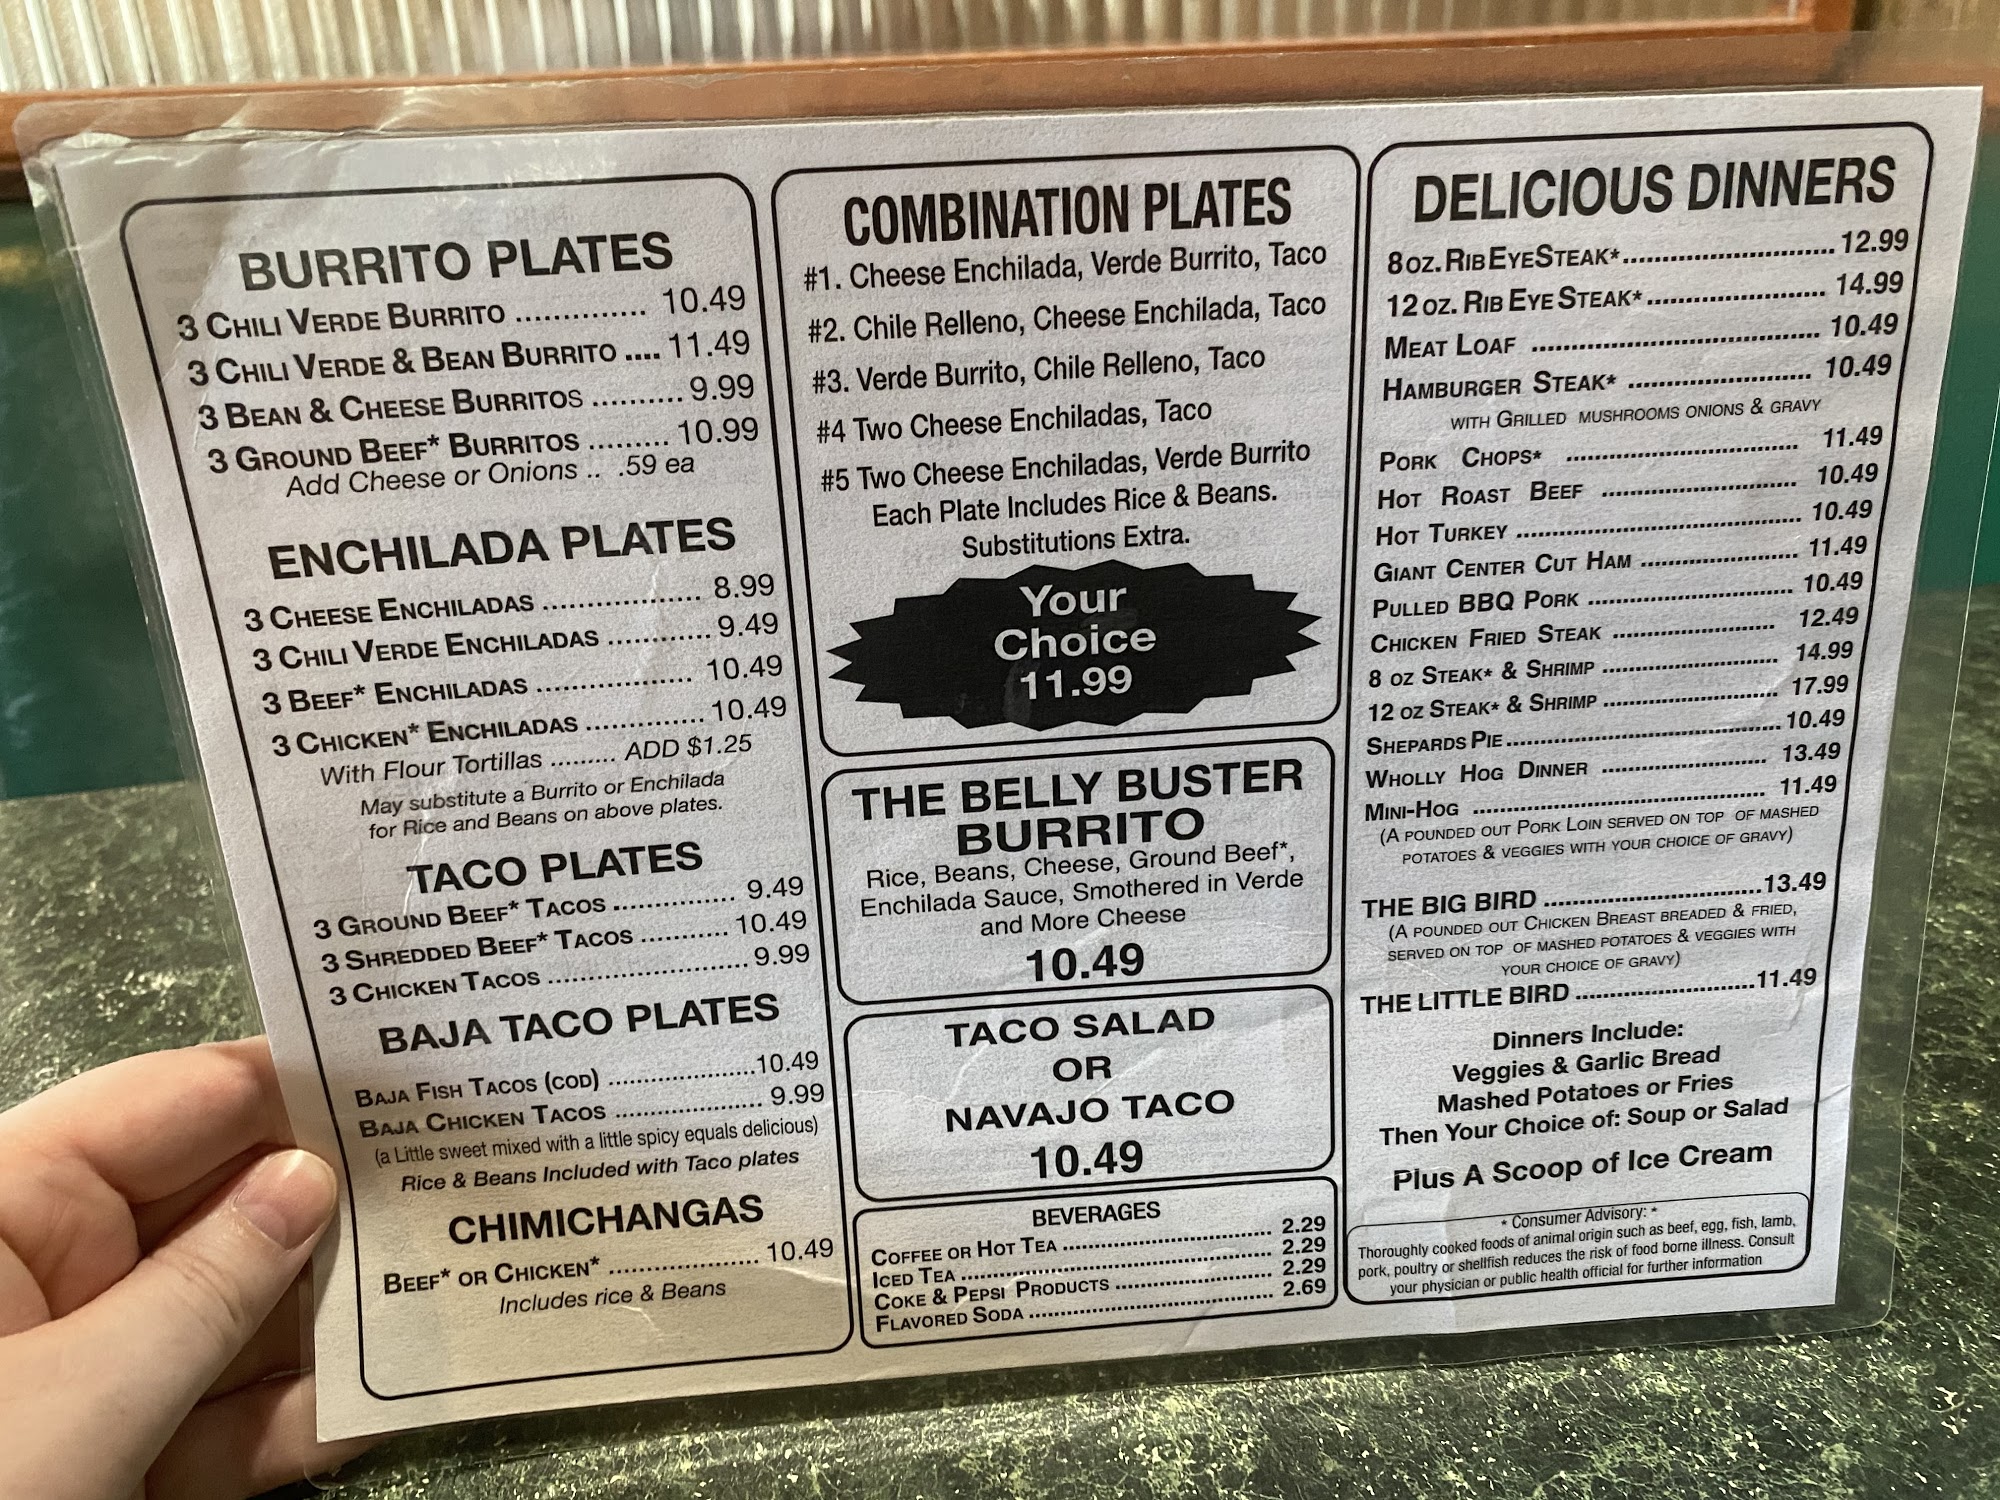 BURRITO PLATES
3 CHILI VERDE BURRITO .............. 10.49
3 CHILI VERDE & BEAN BURRITO .... 11.49
3 BEAN & CHEESE BURRITOS .......... 9.99
3 GROUND BEEF* BURRITOS ......... 10.99
Add Cheese or Onions .. .59 ea
ENCHILADA PLATES
3 CHEESE ENCHILADAS .................. 8.99
3 CHILI VERDE ENCHILADAS ............ 9.49
3 BEEF* ENCHILADAS .................. 10.49
3 CHICKEN* ENCHILADAS .............. 10.49
With Flour Tortillas ......... ADD $1.25
May substitute a Burrito or Enchilada
for Rice and Beans on above plates.
TACO PLATES
3 GROUND BEEF* TACOS .............. 9.49
3 SHREDDED BEEF* TACOS ........... 10.49
3 CHICKEN TACOS ....................... 9.99
BAJA TACO PLATES
BAJA FISH TACOS (COD) ......................10.49
BAJA CHICKEN TACOS ...................... 9.99
(a Little sweet mixed with a little spicy equals delicious)
Rice & Beans Included with Taco plates
CHIMICHANGAS
BEEF* OR CHICKEN* .................... 10.49
Includes rice & Beans
COMBINATION PLATES
#1. Cheese Enchilada, Verde Burrito, Taco
#2. Chile Relleno, Cheese Enchilada, Taco
#3. Verde Burrito, Chile Relleno, Taco
#4 Two Cheese Enchiladas, Taco
#5 Two Cheese Enchiladas, Verde Burrito
Each Plate Includes Rice & Beans.
Substitutions Extra.
Your
Choice
11.99
THE BELLY BUSTER
BURRITO
Rice, Beans, Cheese, Ground Beef*,
Enchilada Sauce, Smothered in Verde
and More Cheese
10.49
TACO SALAD
OR
NAVAJO TACO
10.49
BEVERAGES
COFFEE OR HOT TEA .......................... 2.29
ICED TEA ....................................... 2.29
COKE & PEPSI PRODUCTS .................... 2.29
FLAVORED SODA ............................... 2.69
DELICIOUS DINNERS
8 OZ. RIB EYE STEAK*........................... 12.99
12 OZ. RIB EYE STEAK*....................... 14.99
MEAT LOAF .................................... 10.49
HAMBURGER STEAK* ....................... 10.49
WITH GRILLED MUSHROOMS ONIONS & GRAVY
PORK CHOPS* ............................. 11.49
HOT ROAST BEEF ......................... 10.49
HOT TURKEY .................................... 10.49
GIANT CENTER CUT HAM .................... 11.49
PULLED BBQ PORK .......................... 10.49
CHICKEN FRIED STEAK ..................... 12.49
8 OZ STEAK* & SHRIMP ...................... 14.99
12 OZ STEAK* & SHRIMP ...................... 17.99
SHEPARDS PIE...................................10.49
WHOLLY HOG DINNER ..................... 13.49
MINI-HOG ..................................... 11.49
(A POUNDED OUT PORK LOIN SERVED ON TOP OF MASHED
POTATOES & VEGGIES WITH YOUR CHOICE OF GRAVY)
THE BIG BIRD ............................13.49
(A POUNDED OUT CHICKEN BREAST BREADED & FRIED,
SERVED ON TOP OF MASHED POTATOES & VEGGIES WITH
YOUR CHOICE OF GRAVY)
THE LITTLE BIRD .......................11.49
Dinners Include:
Veggies & Garlic Bread
Mashed Potatoes or Fries
Then Your Choice of: Soup or Salad
Plus A Scoop of Ice Cream
* Consumer Advisory: *
Thoroughly cooked foods of animal origin such as beef, egg, fish, lamb,
pork, poultry or shellfish reduces the risk of food borne illness. Consult
your physician or public health official for further information